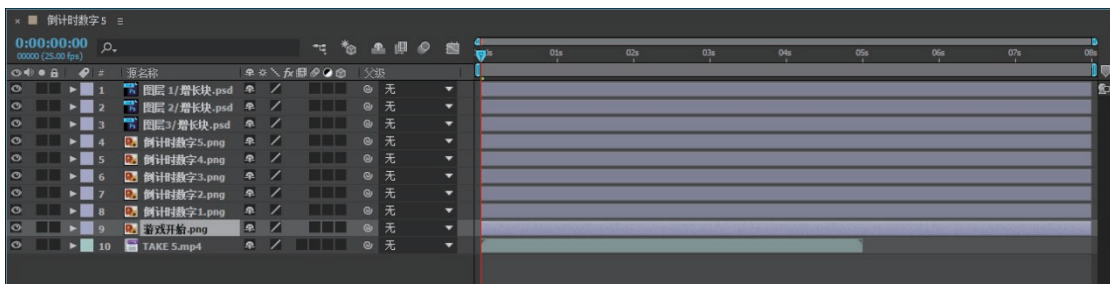 × 倒计时数字 5 ≡
0:00:00:00
00000 (25.00 fps)
0s 01s 02s 03s 04s 05s 06s 07s 08s
# 源名称 fx 父级
1 图层 1/增长块.psd 无
2 图层 2/增长块.psd 无
3 图层3/增长块.psd 无
4 倒计时数字5.png 无
5 倒计时数字4.png 无
6 倒计时数字3.png 无
7 倒计时数字2.png 无
8 倒计时数字1.png 无
9 游戏开始.png 无
10 TAKE 5.mp4 无